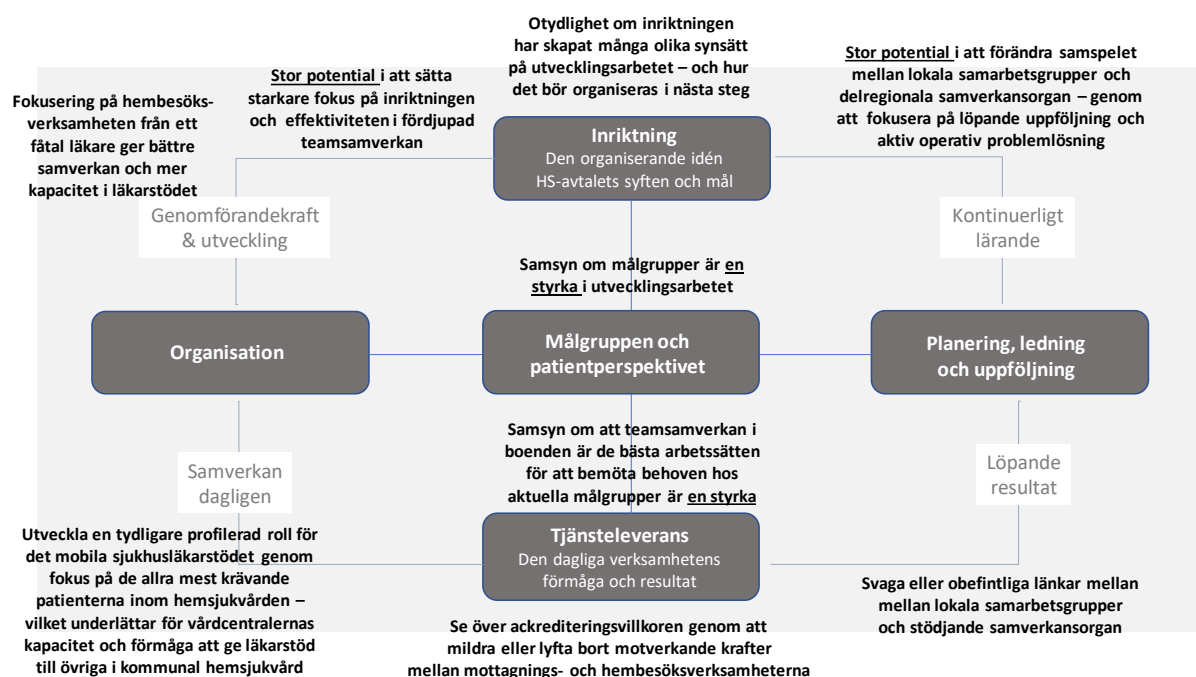 Otydlighet om inriktningen
har skapat många olika synsätt
på utvecklingsarbetet – och hur
det bör organiseras i nästa steg
Stor potential i att förändra samspelet
mellan lokala samarbetsgrupper och
delregionala samverkansorgan – genom
att fokusera på löpande uppföljning och
aktiv operativ problemlösning
Stor potential i att sätta
starkare fokus på inriktningen
och effektiviteten i fördjupad
teamsamverkan
Fokusering på hembesöks-
verksamheten från ett
fåtal läkare ger bättre
samverkan och mer
kapacitet i läkarstödet
Inriktning
Den organiserande idén
HS-avtalets syften och mål
Genomförandekraft
& utveckling
Kontinuerligt
lärande
Samsyn om målgrupper är en
styrka i utvecklingsarbetet
Organisation
Målgruppen och
patientperspektivet
Planering, ledning
och uppföljning
Samsyn om att teamsamverkan i
boenden är de bästa arbetssätten
för att bemöta behoven hos
aktuella målgrupper är en styrka
Samverkan
dagligen
Löpande
resultat
Tjänsteleverans
Den dagliga verksamhetens
förmåga och resultat
Utveckla en tydligare profilerad roll för
det mobila sjukhusläkarstödet genom
fokus på de allra mest krävande
patienterna inom hemsjukvården –
vilket underlättar för vårdcentralernas
kapacitet och förmåga att ge läkarstöd
till övriga i kommunal hemsjukvård
Svaga eller obefintliga länkar mellan
mellan lokala samarbetsgrupper
och stödjande samverkansorgan
Se över ackrediteringsvillkoren genom att
mildra eller lyfta bort motverkande krafter
mellan mottagnings- och hembesöksverksamheterna